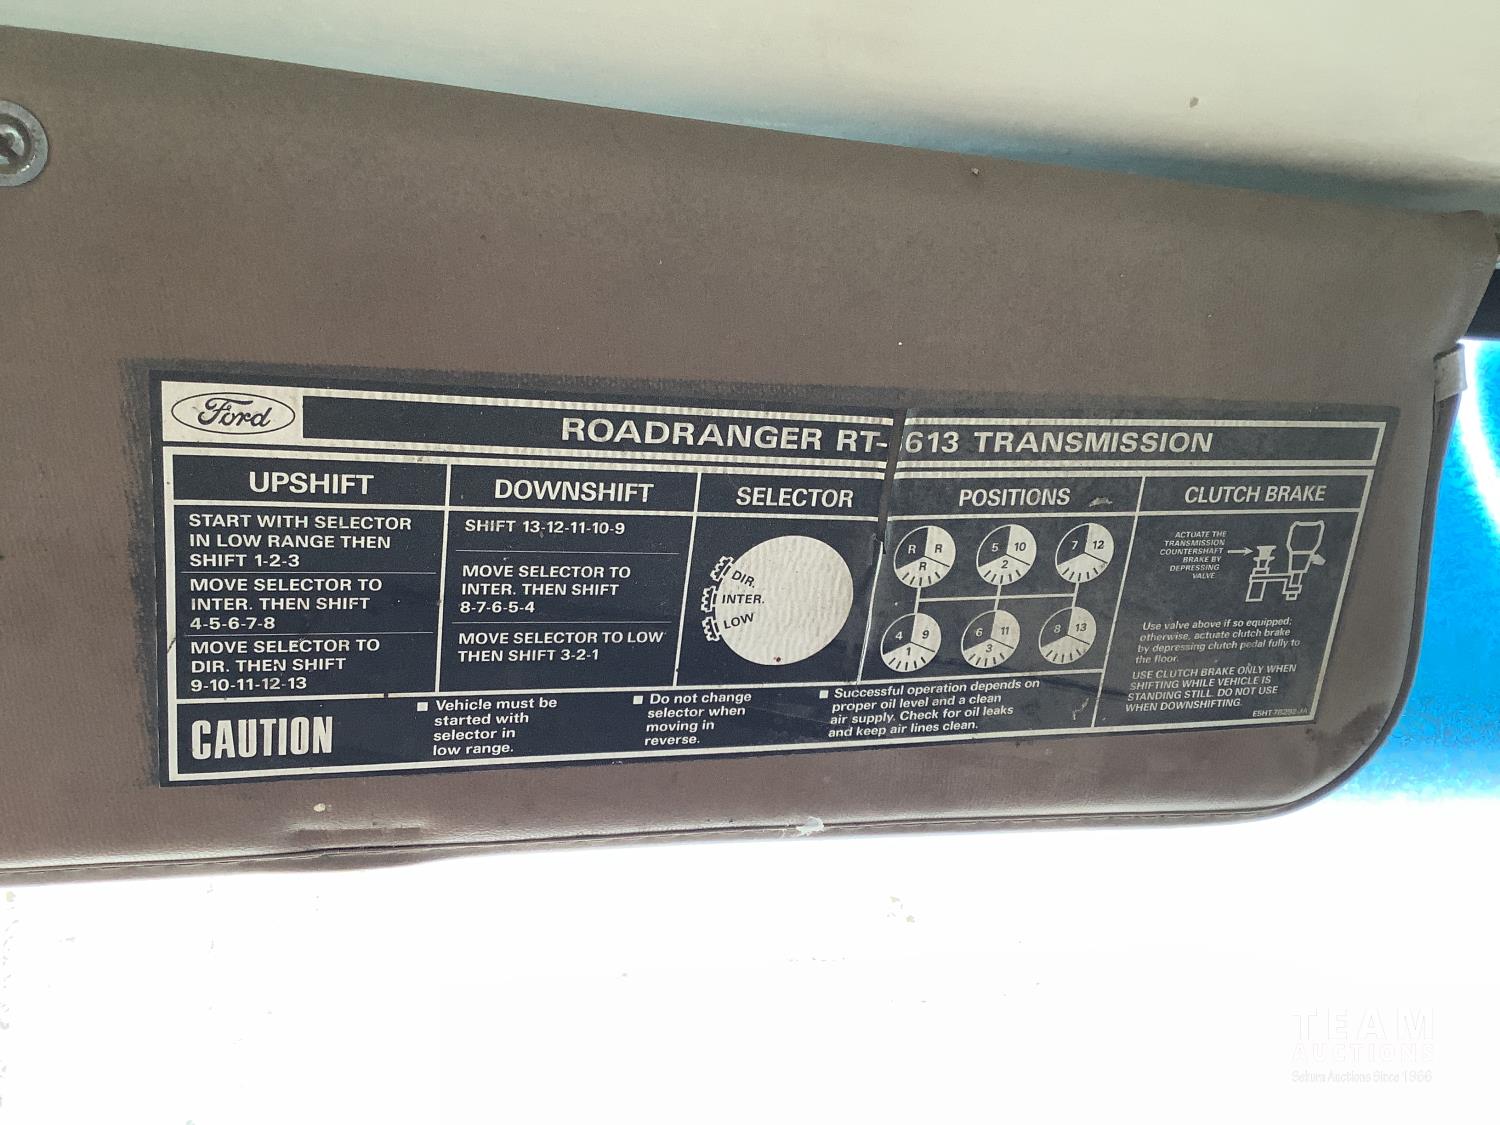 Ford
ROADRANGER RT- 613 TRANSMISSION
UPSHIFT
START WITH SELECTOR
IN LOW RANGE THEN
SHIFT 1-2-3
MOVE SELECTOR TO
INTER. THEN SHIFT
4-5-6-7-8
MOVE SELECTOR TO
DIR. THEN SHIFT
9-10-11-12-13
DOWNSHIFT
SHIFT 13-12-11-10-9
MOVE SELECTOR TO
INTER. THEN SHIFT
8-7-6-5-4
MOVE SELECTOR TO LOW
THEN SHIFT 3-2-1
SELECTOR
DIR.
INTER.
LOW
POSITIONS
R R
R
5 10
2
7 12
4 9
1
6 11
3
8 13
CLUTCH BRAKE
ACTUATE THE
TRANSMISSION
COUNTERSHAFT
BRAKE BY
DEPRESSING
VALVE
Use valve above if so equipped;
otherwise, actuate clutch brake
by depressing clutch pedal fully to
the floor.
USE CLUTCH BRAKE ONLY WHEN
SHIFTING WHILE VEHICLE IS
STANDING STILL. DO NOT USE
WHEN DOWNSHIFTING.
CAUTION
■ Vehicle must be
started with
selector in
low range.
■ Do not change
selector when
moving in
reverse.
■ Successful operation depends on
proper oil level and a clean
air supply. Check for oil leaks
and keep air lines clean.
TEAM
AUCTIONS
Auctions Since 1966